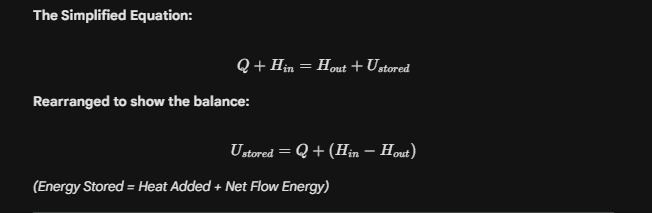 The Simplified Equation:
Q + H_in = H_out + U_stored
Rearranged to show the balance:
U_stored = Q + (H_in − H_out)
(Energy Stored = Heat Added + Net Flow Energy)